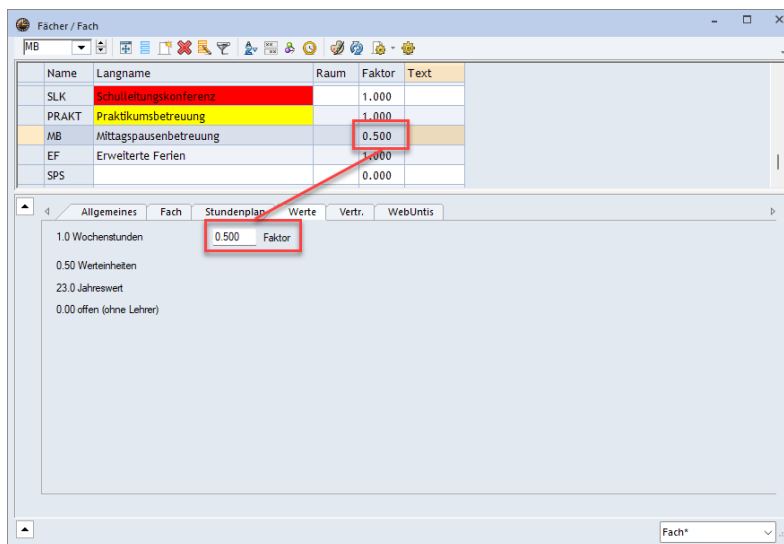 Fächer / Fach
MB
Name Langname Raum Faktor Text
SLK Schulleitungskonferenz 1.000
PRAKT Praktikumsbetreuung 1.000
MB Mittagspausenbetreuung 0.500
EF Erweiterte Ferien 1.000
SPS 0.000
Allgemeines Fach Stundenplan Werte Vertr. WebUntis
1.0 Wochenstunden 0.500 Faktor
0.50 Werteinheiten
23.0 Jahreswert
0.00 offen (ohne Lehrer)
Fach*